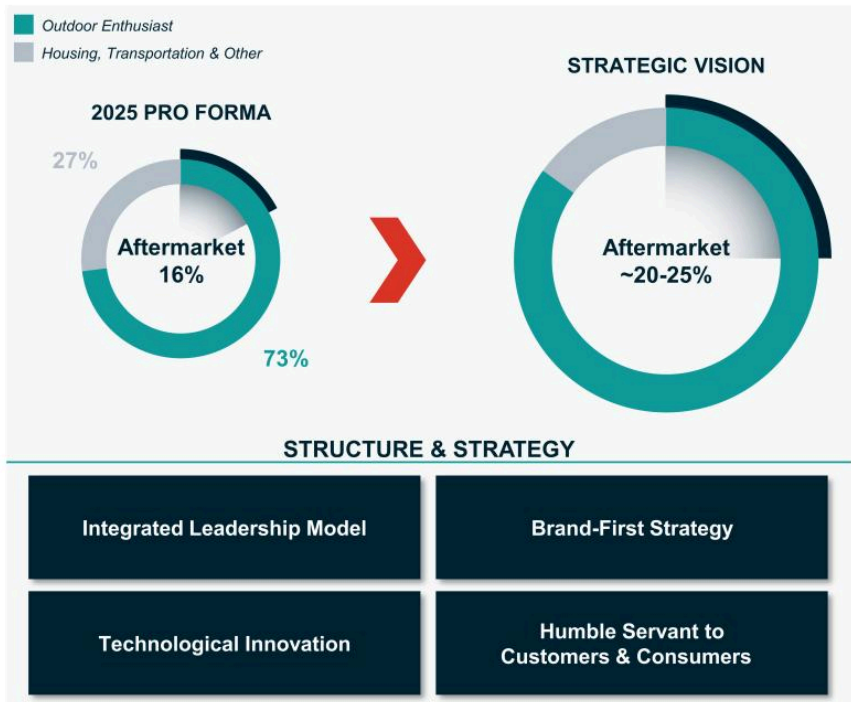 Outdoor Enthusiast
Housing, Transportation & Other
STRATEGIC VISION
2025 PRO FORMA
27%
Aftermarket
16%
73%
Aftermarket
~20-25%
STRUCTURE & STRATEGY
Integrated Leadership Model
Brand-First Strategy
Technological Innovation
Humble Servant to
Customers & Consumers